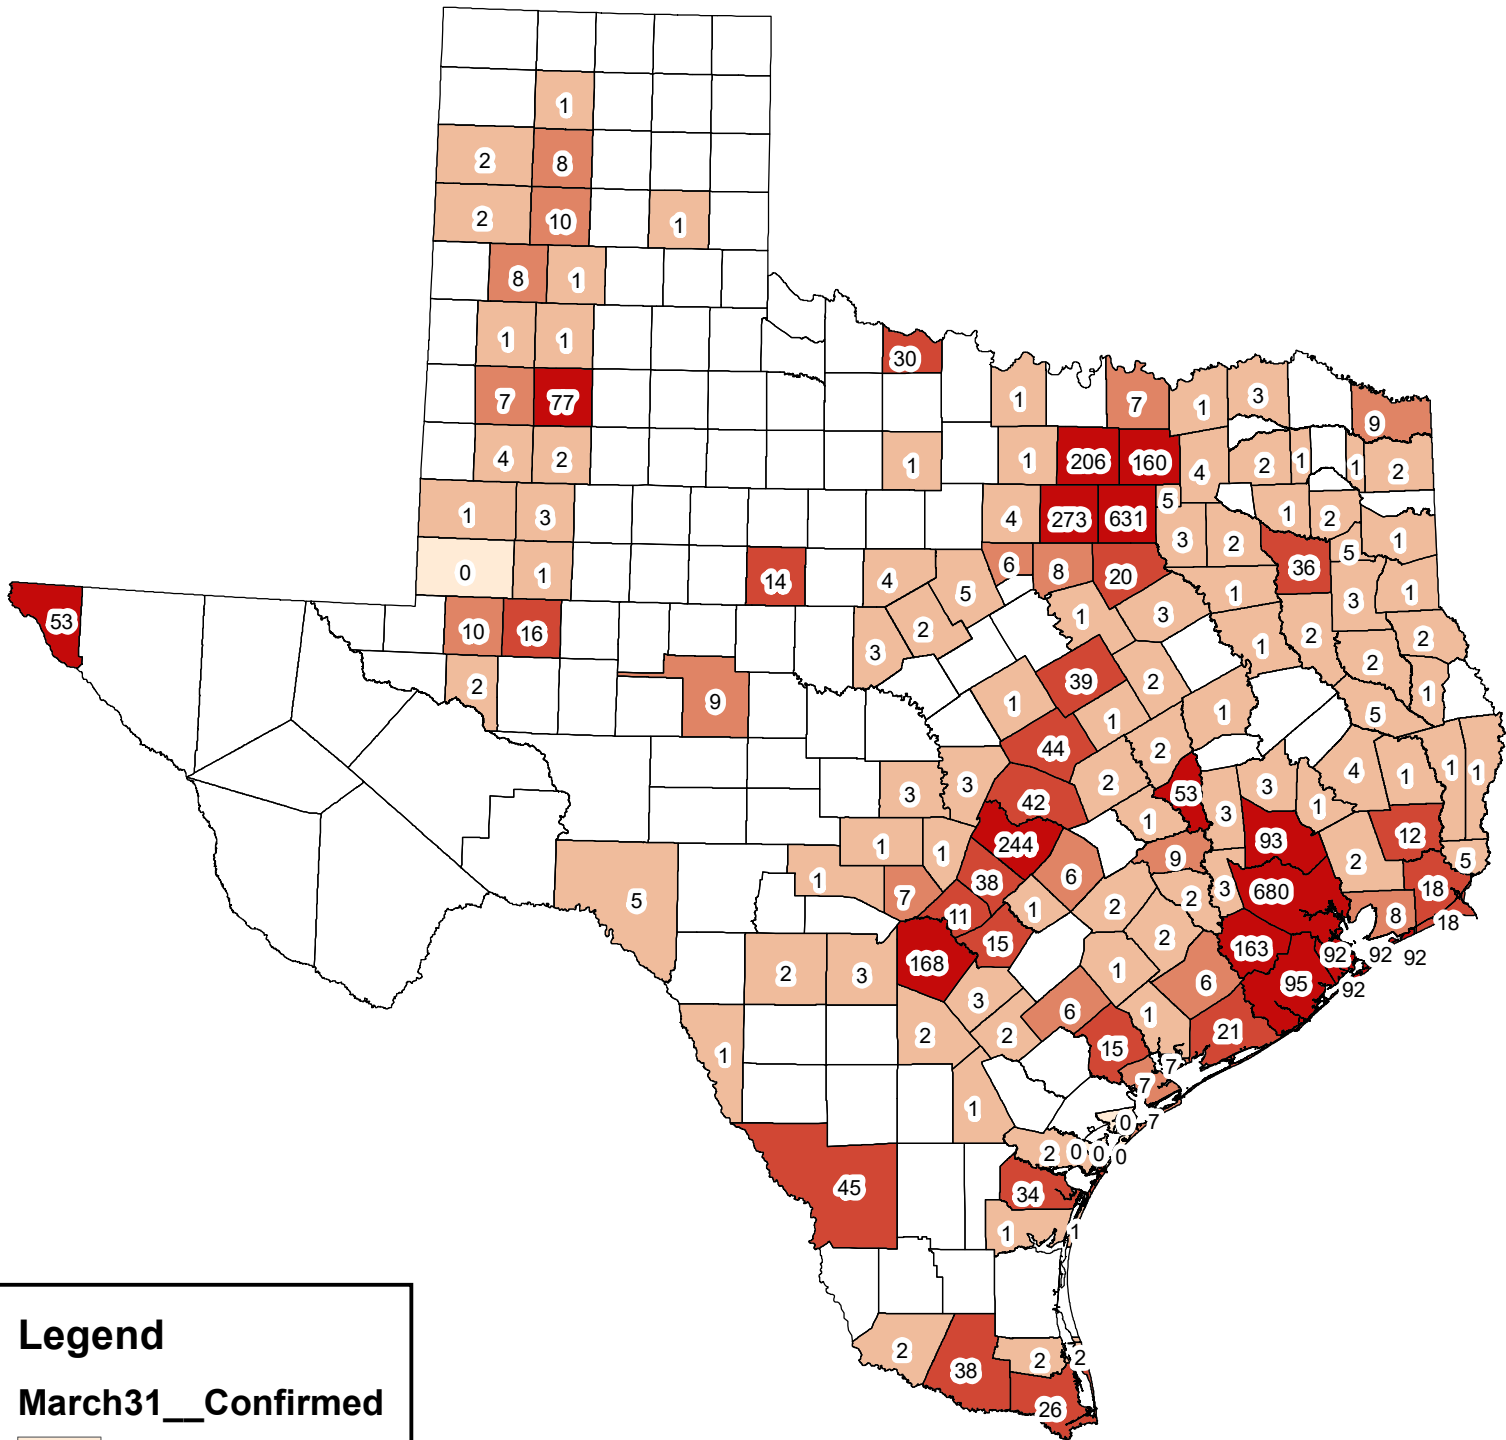 1
2 8
2 10 1
8 1
1 1
30
7 77 1 7 1 3 9
4 2 1 1 206 160 4 2 1 1 2
1 3 4 273 631 5 3 2 1 2 1
0 1 14 4 5 6 8 20 1 36 5 3 1
53 10 16 3 2 1 3 1 2 2
2 9 1 39 2 2 1
44 1 2 1 5
3 3 42 2 53 3 3 1 4 1 1 1
1 1 244 1 93 2 12
5 1 7 38 6 9 3 680 18 5
11 1 2 2 8 18
2 3 168 15 1 2 163 92 92 92
3 6 95 92
1 2 2 6 15 1 21
7 7
1 0 7
2 0 0 0
45 34
1 1
2 38 2 2
26
Legend
March31__Confirmed